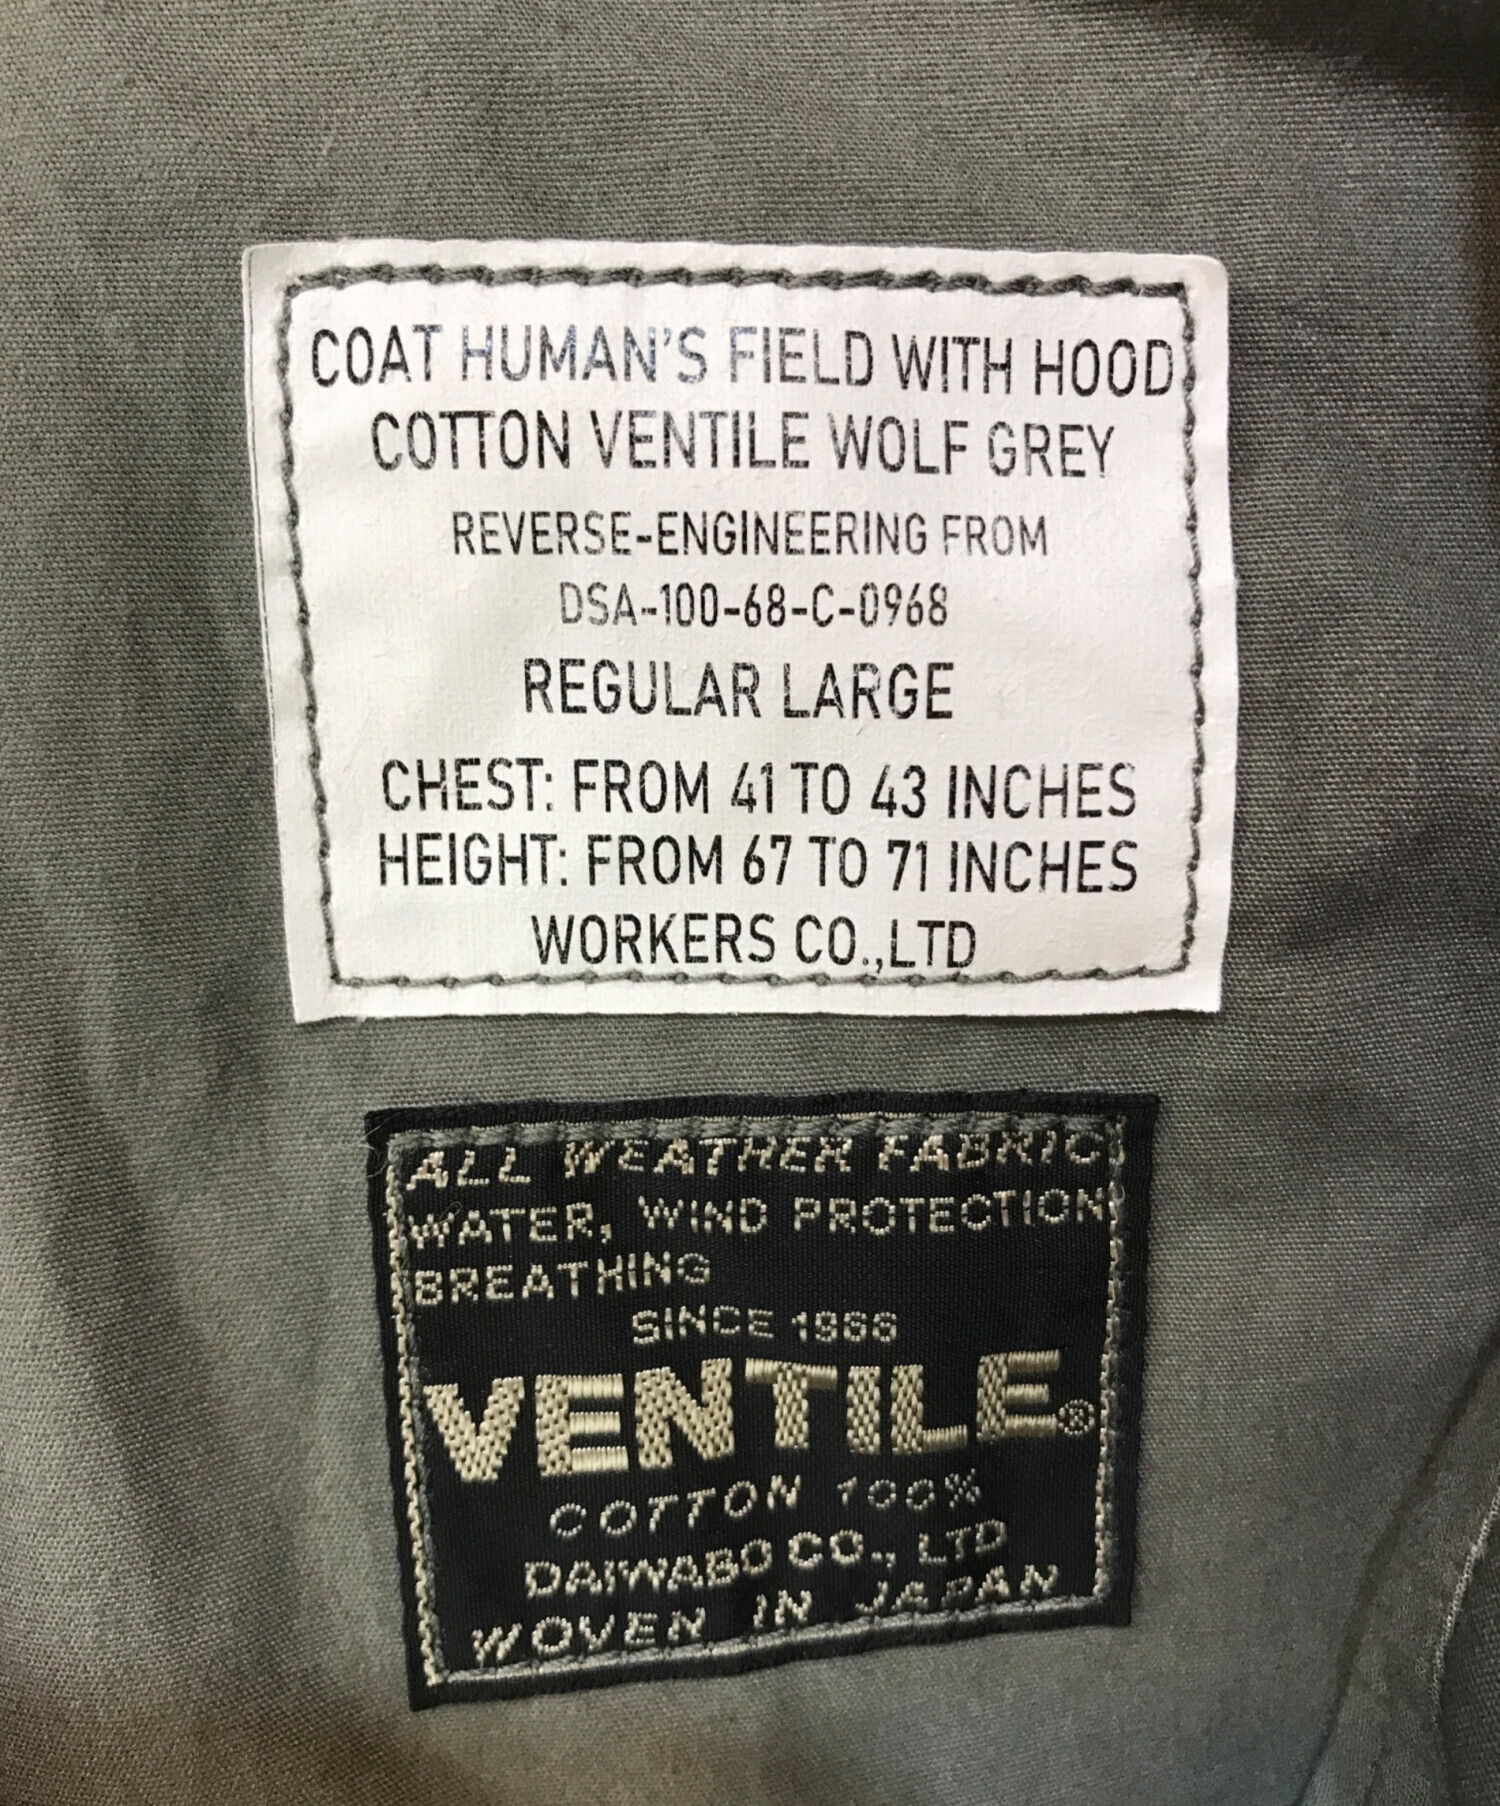 COAT HUMAN'S FIELD WITH HOOD
COTTON VENTILE WOLF GREY
REVERSE-ENGINEERING FROM
DSA-100-68-C-0968
REGULAR LARGE
CHEST: FROM 41 TO 43 INCHES
HEIGHT: FROM 67 TO 71 INCHES
WORKERS CO.,LTD
ALL WEATHER FABRIC
WATER, WIND PROTECTION
BREATHING
SINCE 1966
VENTILE®
COTTON 100%
DAIWABO CO., LTD
WOVEN IN JAPAN